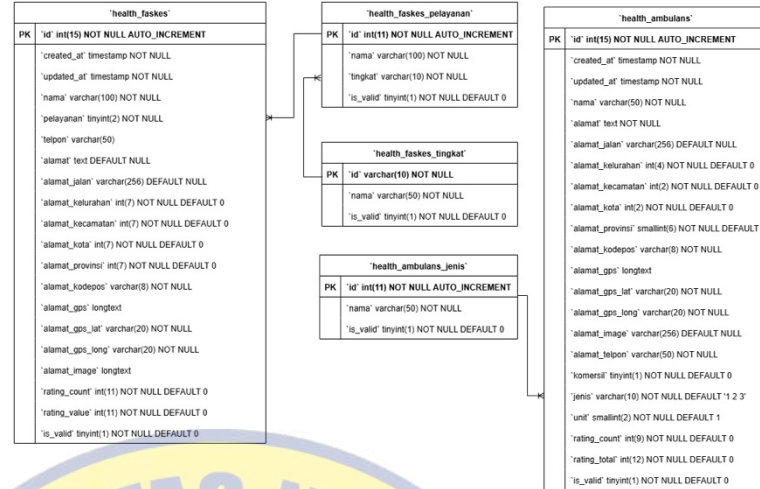 `health_faskes`
PK `id` int(15) NOT NULL AUTO_INCREMENT
`created_at` timestamp NOT NULL
`updated_at` timestamp NOT NULL
`nama` varchar(100) NOT NULL
`pelayanan` tinyint(2) NOT NULL
`telpon` varchar(50)
`alamat` text DEFAULT NULL
`alamat_jalan` varchar(256) DEFAULT NULL
`alamat_kelurahan` int(7) NOT NULL DEFAULT 0
`alamat_kecamatan` int(7) NOT NULL DEFAULT 0
`alamat_kota` int(7) NOT NULL DEFAULT 0
`alamat_provinsi` int(7) NOT NULL DEFAULT 0
`alamat_kodepos` varchar(8) NOT NULL
`alamat_gps` longtext
`alamat_gps_lat` varchar(20) NOT NULL
`alamat_gps_long` varchar(20) NOT NULL
`alamat_image` longtext
`rating_count` int(11) NOT NULL DEFAULT 0
`rating_value` int(11) NOT NULL DEFAULT 0
`is_valid` tinyint(1) NOT NULL DEFAULT 0
`health_faskes_pelayanan`
PK `id` int(11) NOT NULL AUTO_INCREMENT
`nama` varchar(100) NOT NULL
`tingkat` varchar(10) NOT NULL
`is_valid` tinyint(1) NOT NULL DEFAULT 0
`health_faskes_tingkat`
PK `id` varchar(10) NOT NULL
`nama` varchar(50) NOT NULL
`is_valid` tinyint(1) NOT NULL DEFAULT 0
`health_ambulans_jenis`
PK `id` int(11) NOT NULL AUTO_INCREMENT
`nama` varchar(50) NOT NULL
`is_valid` tinyint(1) NOT NULL DEFAULT 0
`health_ambulans`
PK `id` int(15) NOT NULL AUTO_INCREMENT
`created_at` timestamp NOT NULL
`updated_at` timestamp NOT NULL
`nama` varchar(50) NOT NULL
`alamat` text NOT NULL
`alamat_jalan` varchar(256) DEFAULT NULL
`alamat_kelurahan` int(4) NOT NULL DEFAULT 0
`alamat_kecamatan` int(2) NOT NULL DEFAULT 0
`alamat_kota` int(2) NOT NULL DEFAULT 0
`alamat_provinsi` smallint(6) NOT NULL DEFAULT
`alamat_kodepos` varchar(8) NOT NULL
`alamat_gps` longtext
`alamat_gps_lat` varchar(20) NOT NULL
`alamat_gps_long` varchar(20) NOT NULL
`alamat_image` varchar(256) DEFAULT NULL
`alamat_telpon` varchar(50) NOT NULL
`komersil` tinyint(1) NOT NULL DEFAULT 0
`jenis` varchar(10) NOT NULL DEFAULT '1 2 3'
`unit` smallint(2) NOT NULL DEFAULT 1
`rating_count` int(9) NOT NULL DEFAULT 0
`rating_total` int(12) NOT NULL DEFAULT 0
`is_valid` tinyint(1) NOT NULL DEFAULT 0